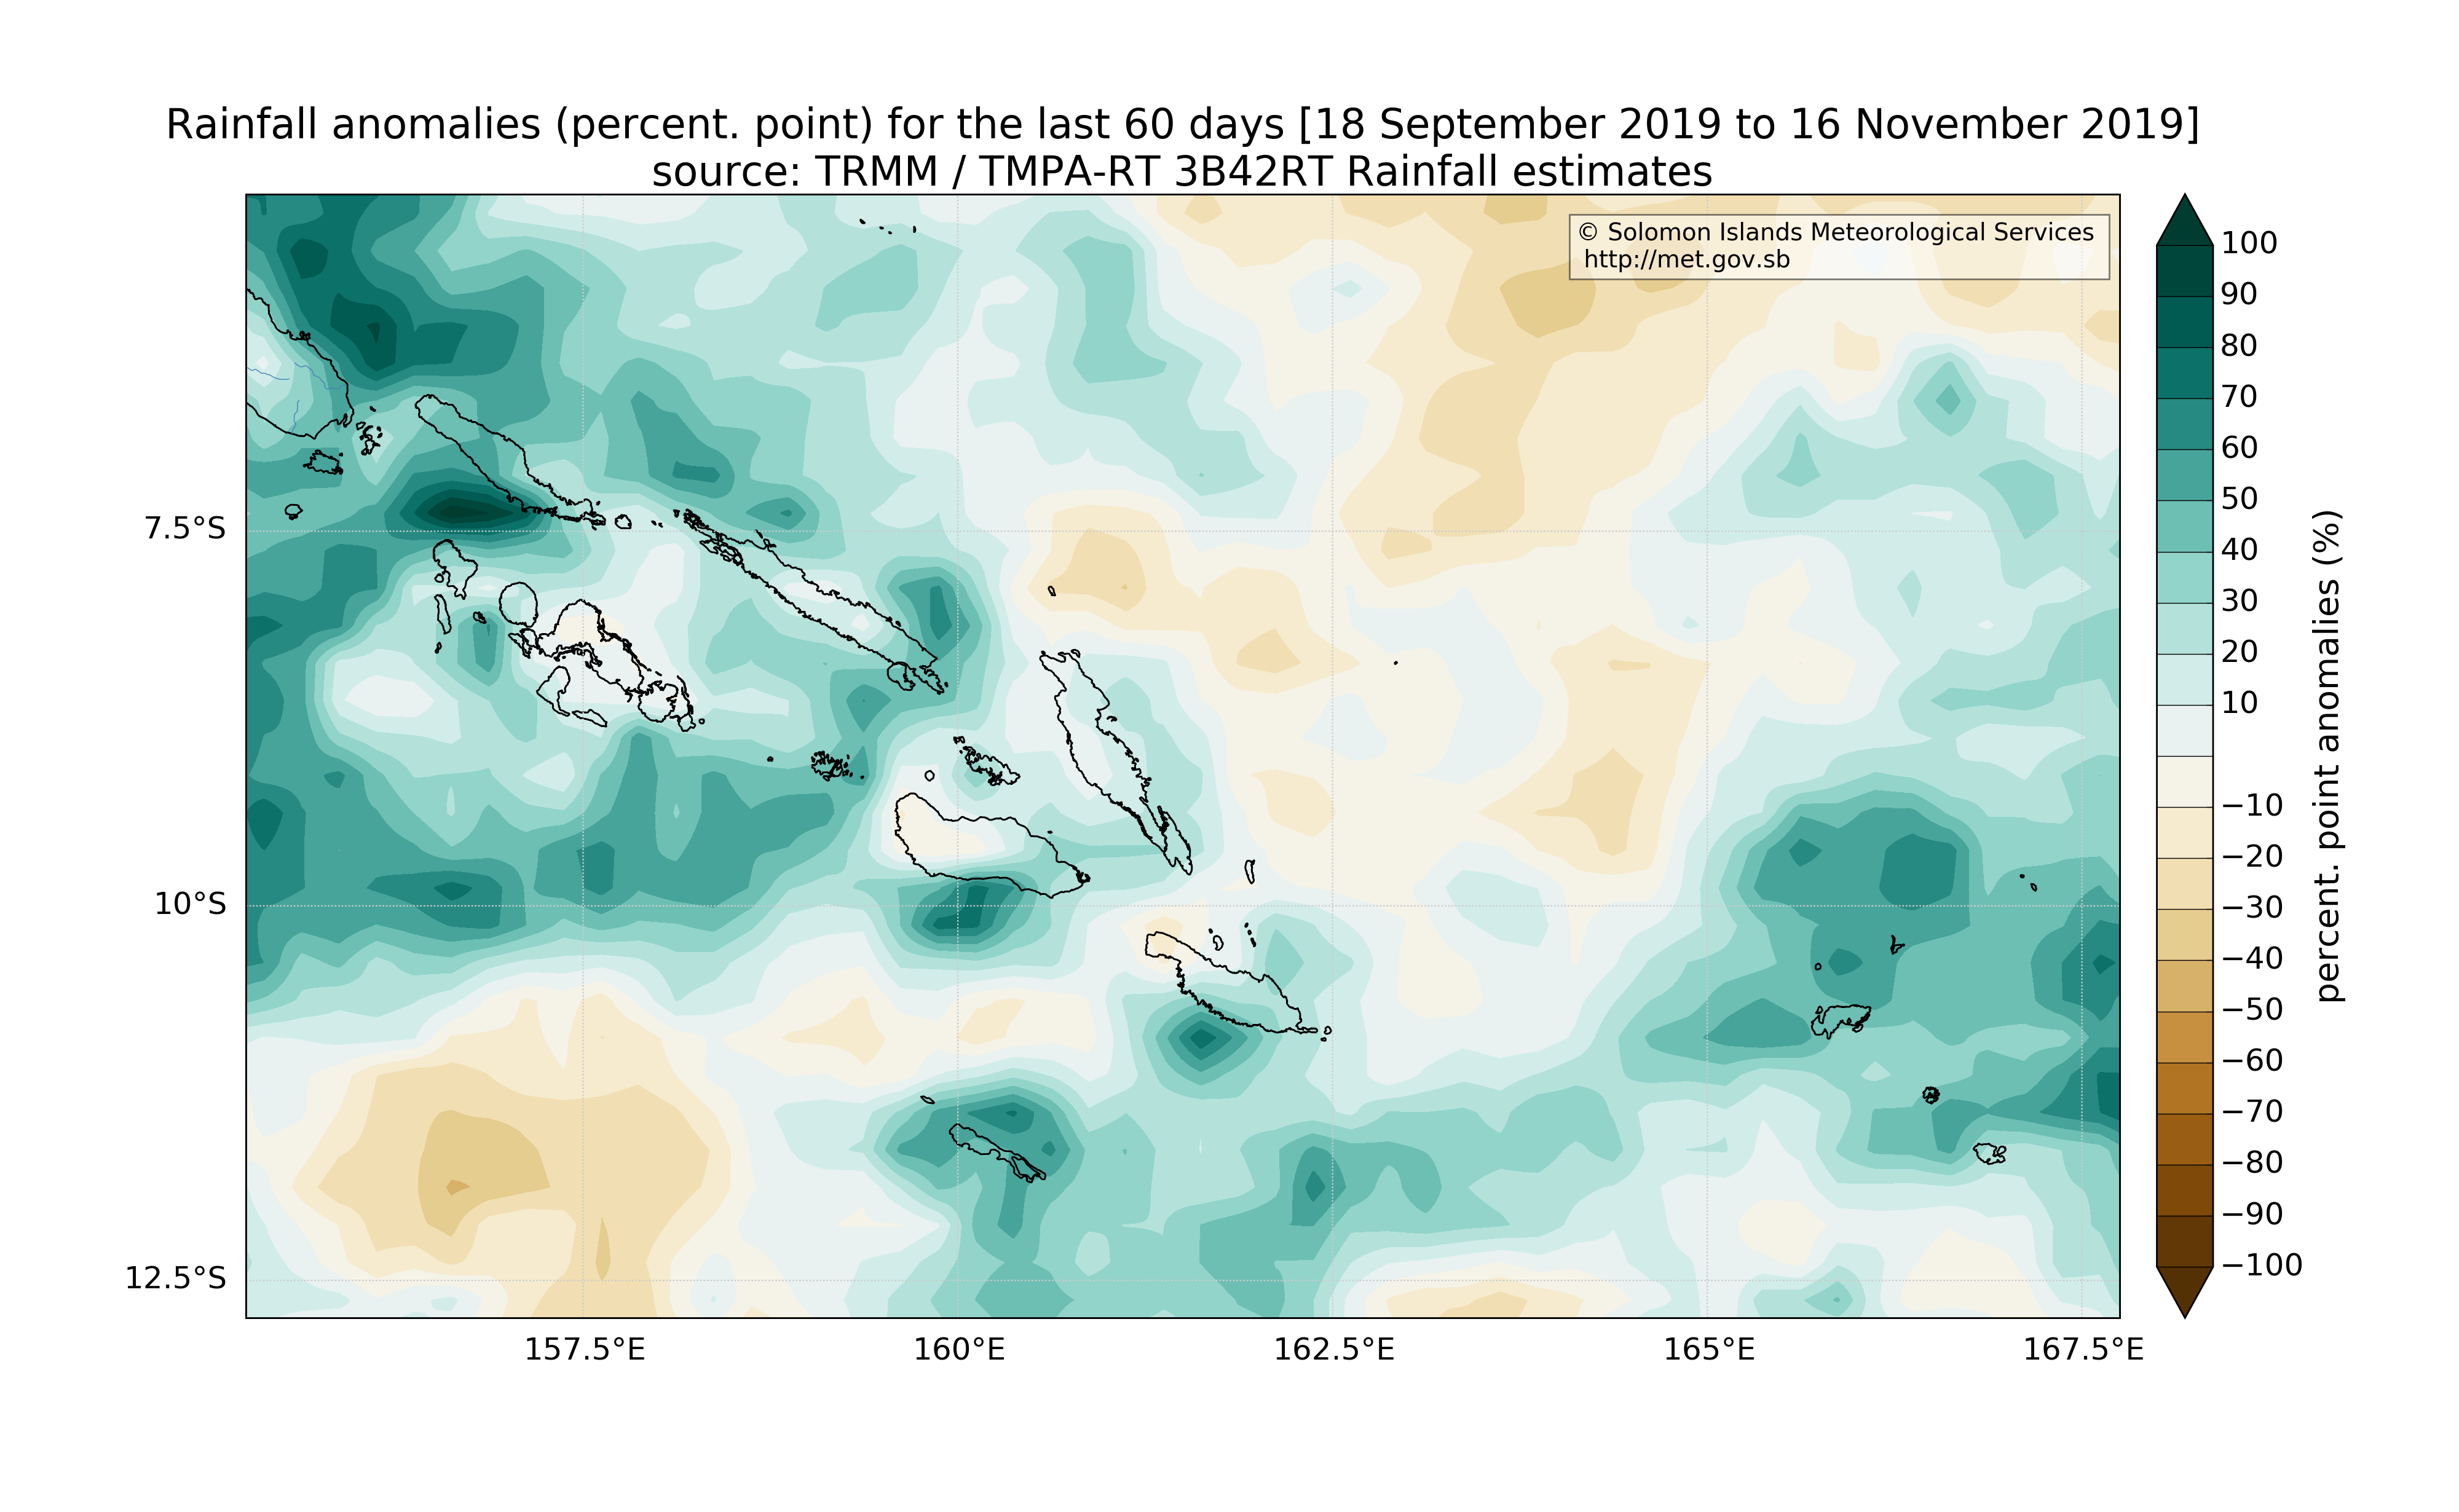 Rainfall anomalies (percent. point) for the last 60 days [18 September 2019 to 16 November 2019]
source: TRMM / TMPA-RT 3B42RT Rainfall estimates
© Solomon Islands Meteorological Services
http://met.gov.sb
7.5°S
10°S
12.5°S
157.5°E
160°E
162.5°E
165°E
167.5°E
100
90
80
70
60
50
40
30
20
10
−10
−20
−30
−40
−50
−60
−70
−80
−90
−100
percent. point anomalies (%)